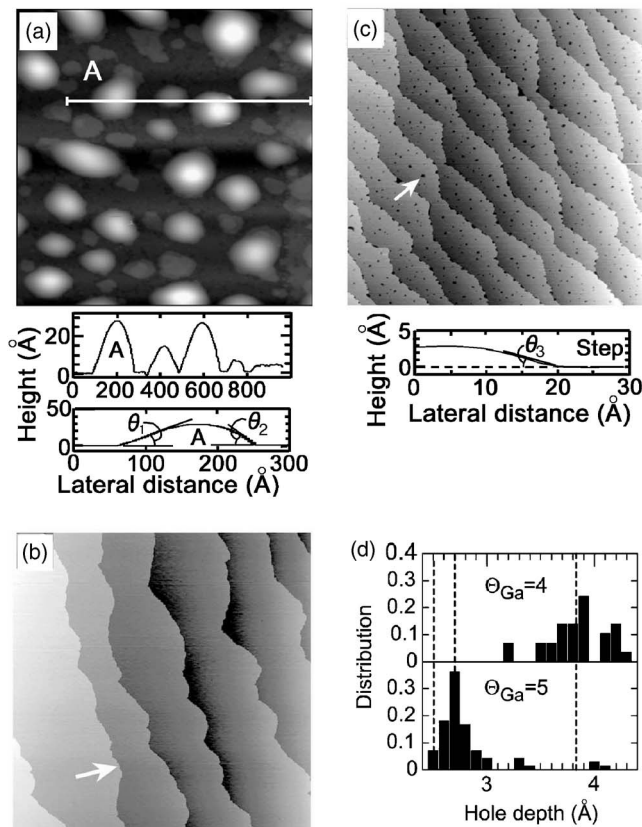 (a)
A
Height (Å)
20
0
A
200 400 600 800
Height (Å)
50
0
θ1
A
θ2
0 100 200 300
Lateral distance (Å)
(c)
Height (Å)
5
0
θ3
Step
0 10 20 30
Lateral distance (Å)
(b)
(d)
Distribution
0.4
0.3
0.2
0.1
0
ΘGa=4
0.3
0.2
0.1
0
ΘGa=5
3 4
Hole depth (Å)